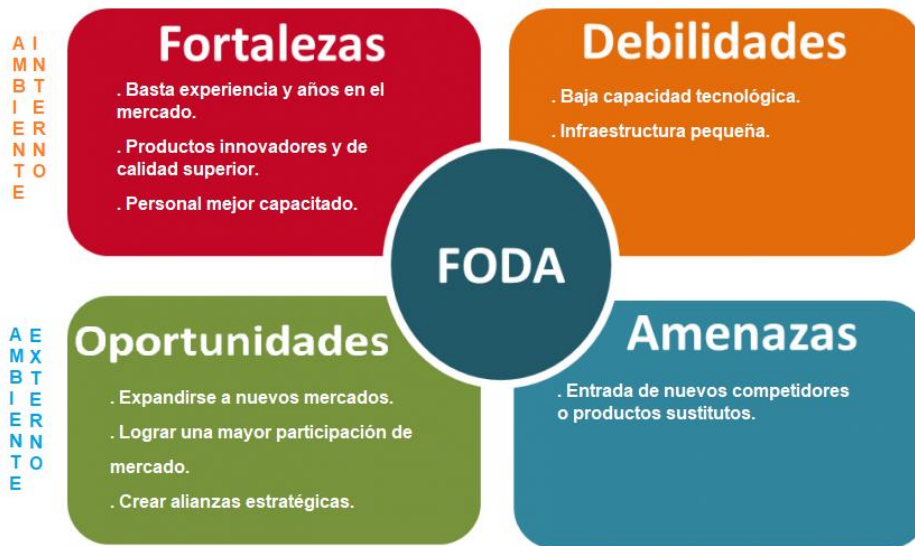 AMBIENTE
INTERNO
Fortalezas
. Basta experiencia y años en el
mercado.
. Productos innovadores y de
calidad superior.
. Personal mejor capacitado.
Debilidades
. Baja capacidad tecnológica.
. Infraestructura pequeña.
FODA
AMBIENTE
EXTERNO
Oportunidades
. Expandirse a nuevos mercados.
. Lograr una mayor participación de
mercado.
. Crear alianzas estratégicas.
Amenazas
. Entrada de nuevos competidores
o productos sustitutos.